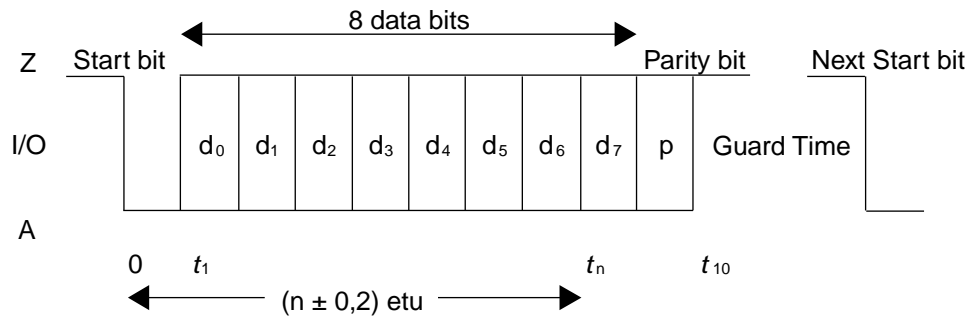 8 data bits
Z Start bit Parity bit Next Start bit
I/O d0 d1 d2 d3 d4 d5 d6 d7 p Guard Time
A
0 t1 tn t10
(n ± 0,2) etu